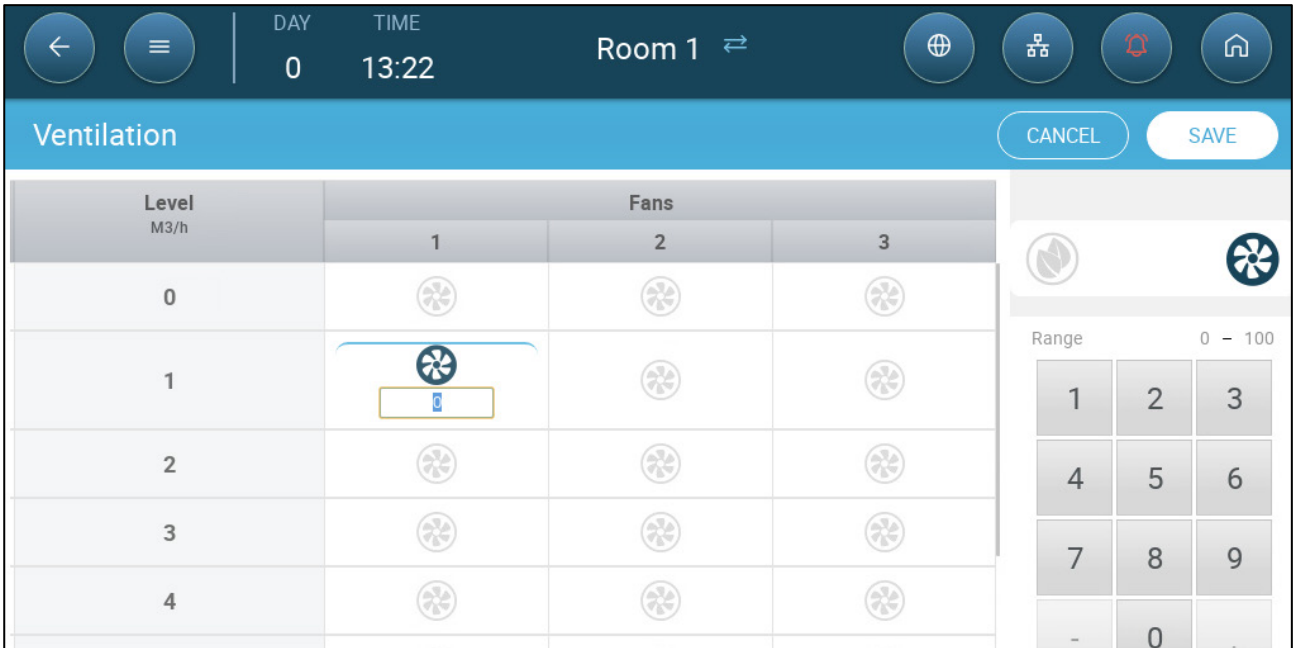 DAY TIME
0 13:22 Room 1
Ventilation CANCEL SAVE
Level Fans
M3/h
1 2 3
0
Range 0 – 100
1 0
1 2 3
2
4 5 6
3
7 8 9
4
- 0 .